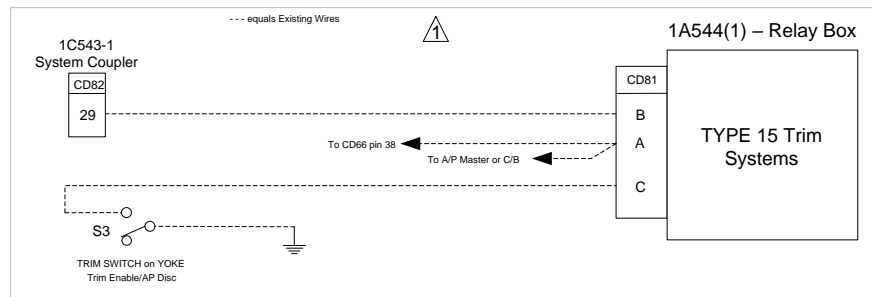 - - - equals Existing Wires
1
1C543-1
System Coupler
CD82
29
1A544(1) – Relay Box
CD81
B
A
C
TYPE 15 Trim
Systems
To CD66 pin 38
To A/P Master or C/B
S3
TRIM SWITCH on YOKE
Trim Enable/AP Disc